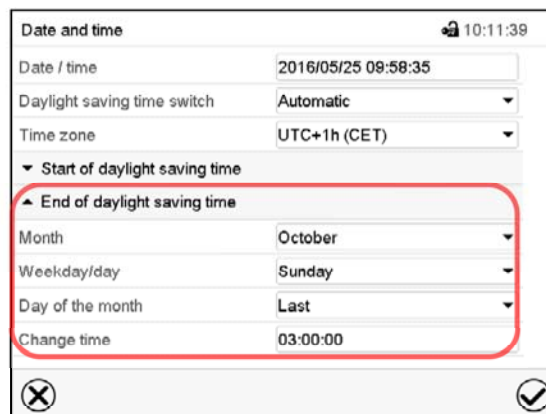 Date and time 10:11:39
Date / time 2016/05/25 09:58:35
Daylight saving time switch Automatic
Time zone UTC+1h (CET)
Start of daylight saving time
End of daylight saving time
Month October
Weekday/day Sunday
Day of the month Last
Change time 03:00:00